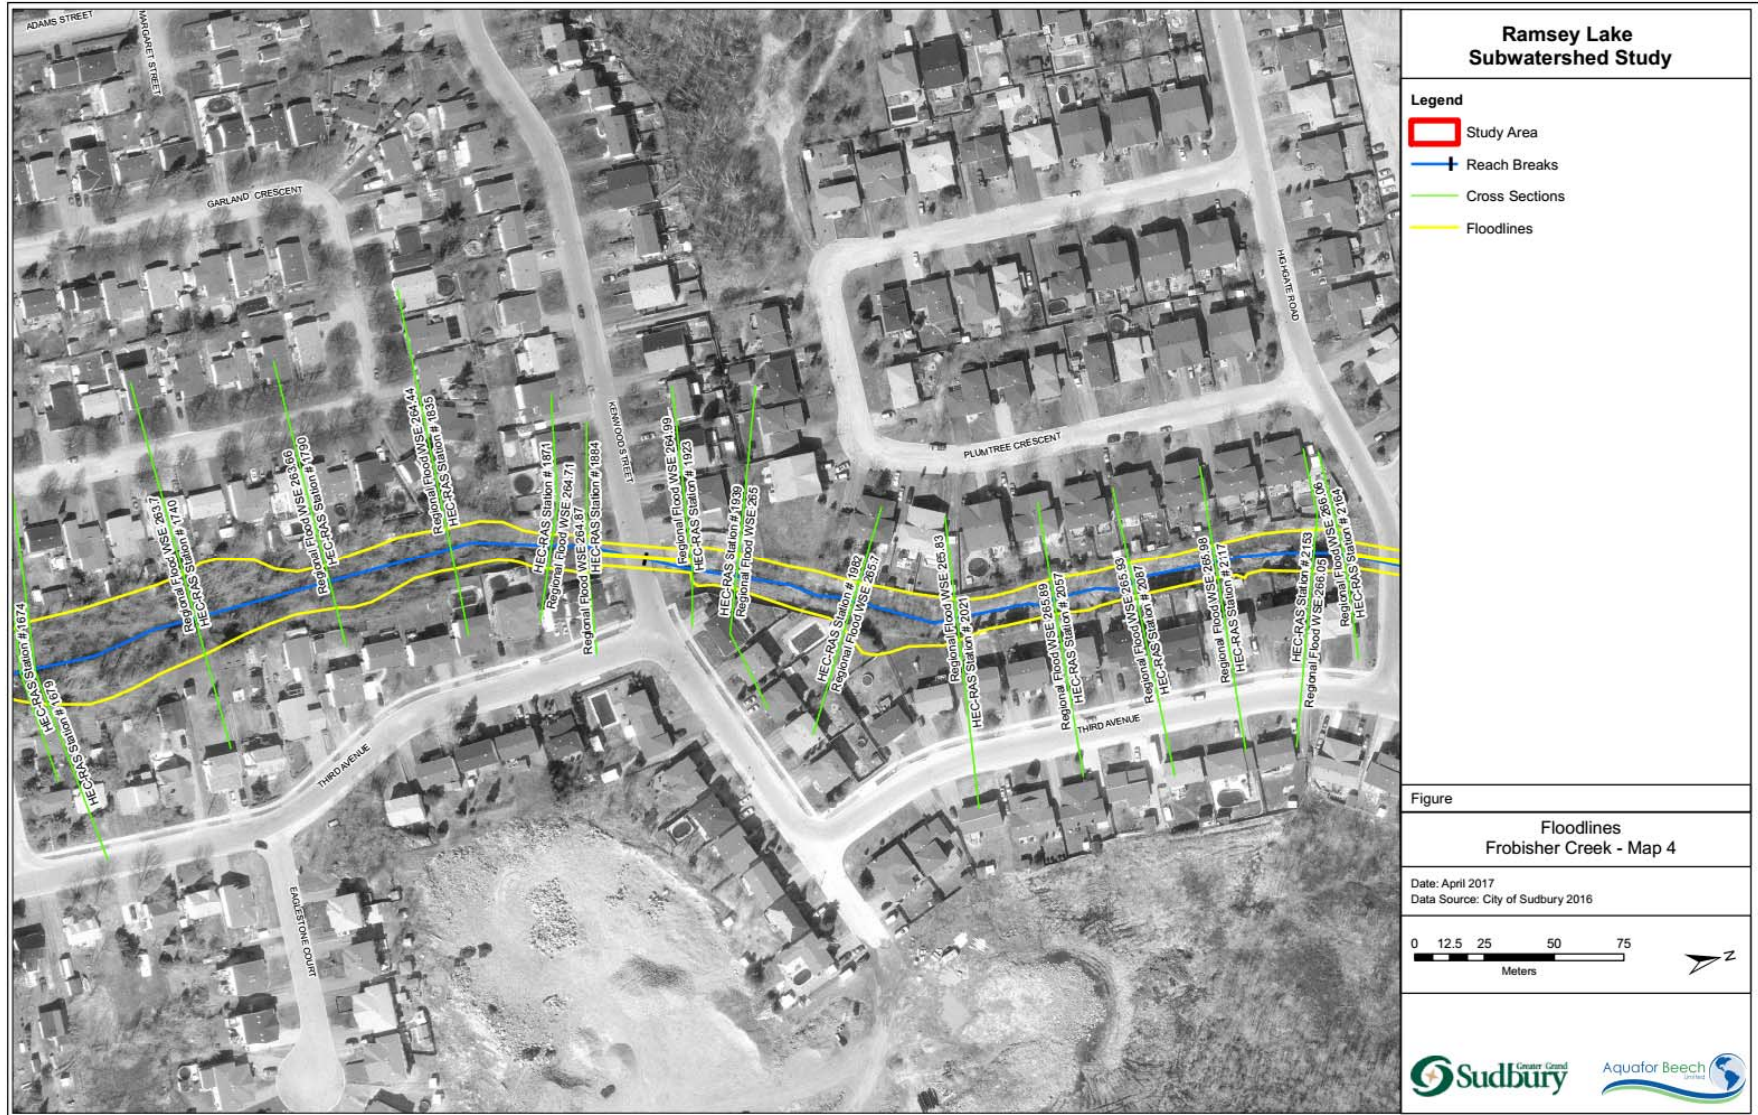 ADAMS STREET
MARGARET STREET
GARLAND CRESCENT
KENWOOD STREET
PLUMTREE CRESCENT
HIGHGATE ROAD
THIRD AVENUE
THIRD AVENUE
EAGLESTONE COURT
HEC-RAS Station # 1674
HEC-RAS Station # 1679
Regional Flood WSE 263.7
HEC-RAS Station # 1740
Regional Flood WSE 263.66
HEC-RAS Station # 1790
Regional Flood WSE 264.44
HEC-RAS Station # 1835
HEC-RAS Station # 1871
Regional Flood WSE 264.71
Regional Flood WSE 264.87
HEC-RAS Station # 1884
Regional Flood WSE 264.99
HEC-RAS Station # 1923
HEC-RAS Station # 1939
Regional Flood WSE 265
HEC-RAS Station # 1982
Regional Flood WSE 265.7
Regional Flood WSE 265.83
HEC-RAS Station # 2021
Regional Flood WSE 265.89
HEC-RAS Station # 2057
Regional Flood WSE 265.93
HEC-RAS Station # 2087
Regional Flood WSE 265.98
HEC-RAS Station # 2117
HEC-RAS Station # 2153
Regional Flood WSE 266.05
Regional Flood WSE 266.06
HEC-RAS Station # 2164
Ramsey Lake
Subwatershed Study
Legend
Study Area
Reach Breaks
Cross Sections
Floodlines
Figure
Floodlines
Frobisher Creek - Map 4
Date: April 2017
Data Source: City of Sudbury 2016
0 12.5 25 50 75
Meters
N
Greater Grand
Sudbury
Aquafor Beech
Limited